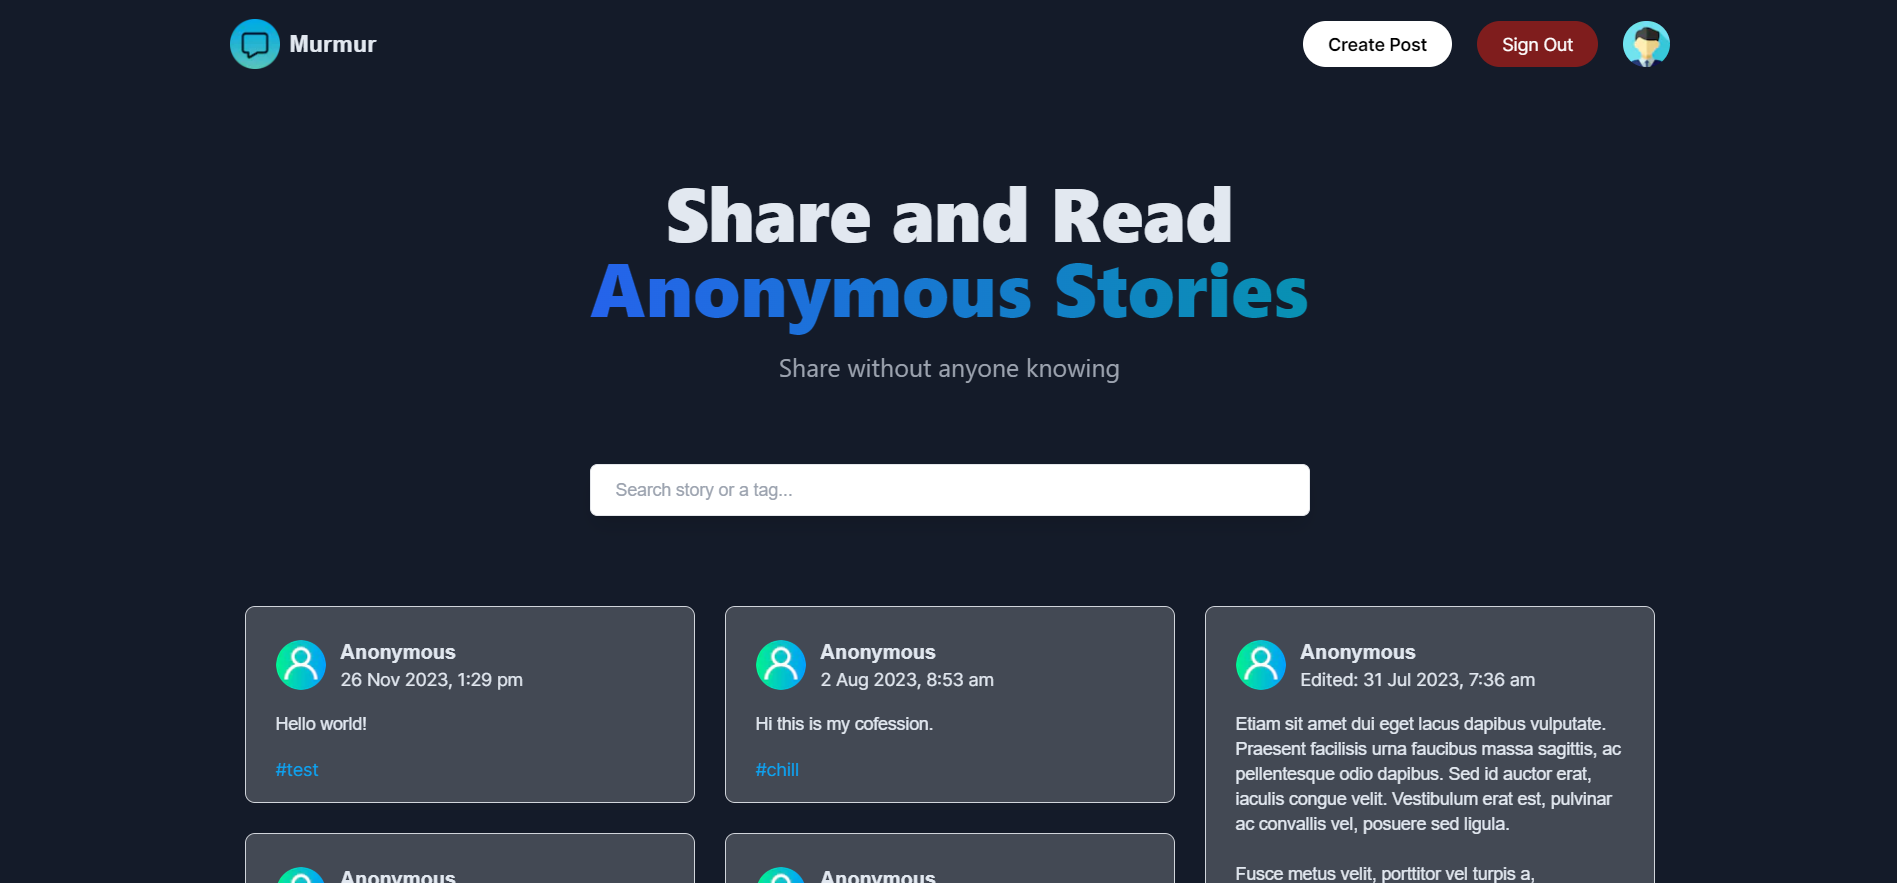 Murmur
Create Post
Sign Out
Share and Read
Anonymous Stories
Share without anyone knowing
Search story or a tag...
Anonymous
26 Nov 2023, 1:29 pm
Hello world!
#test
Anonymous
2 Aug 2023, 8:53 am
Hi this is my cofession.
#chill
Anonymous
Edited: 31 Jul 2023, 7:36 am
Etiam sit amet dui eget lacus dapibus vulputate.
Praesent facilisis urna faucibus massa sagittis, ac
pellentesque odio dapibus. Sed id auctor erat,
iaculis congue velit. Vestibulum erat est, pulvinar
ac convallis vel, posuere sed ligula.
Fusce metus velit, porttitor vel turpis a,
Anonymous
Anonymous